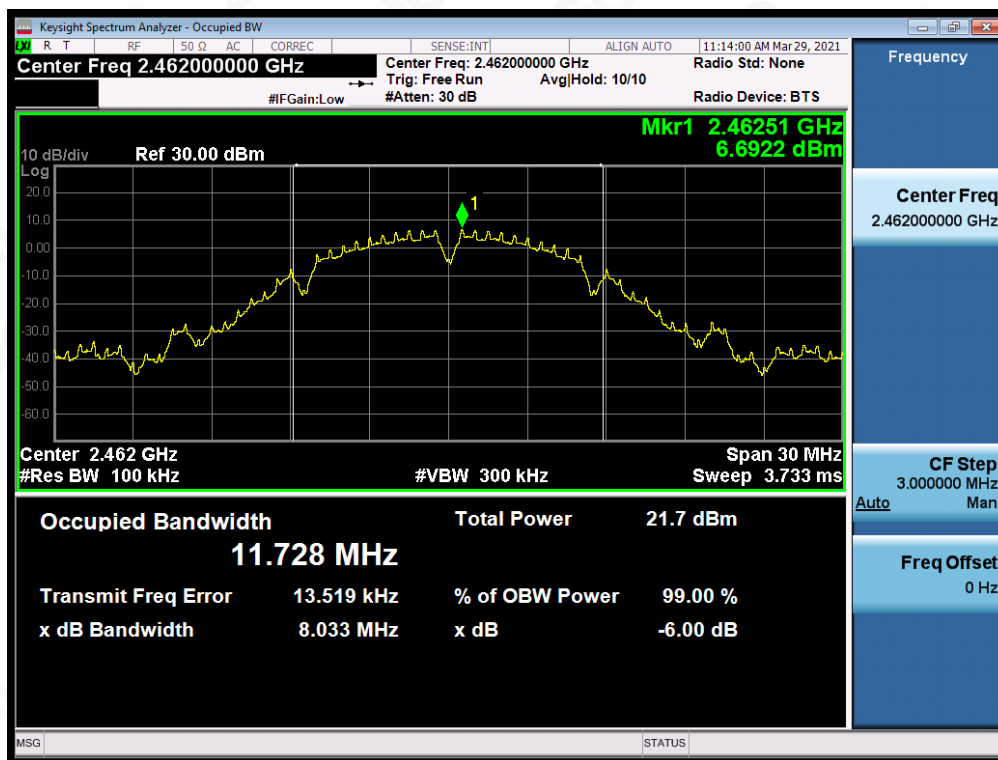 Keysight Spectrum Analyzer - Occupied BW
LXI R T RF 50 Ω AC CORREC SENSE:INT ALIGN AUTO 11:14:00 AM Mar 29, 2021
Center Freq 2.462000000 GHz
Center Freq: 2.462000000 GHz
Radio Std: None
Trig: Free Run Avg|Hold: 10/10
#IFGain:Low
#Atten: 30 dB
Radio Device: BTS
Mkr1 2.46251 GHz
6.6922 dBm
10 dB/div Ref 30.00 dBm
Log
20.0
10.0
0.00
-10.0
-20.0
-30.0
-40.0
-50.0
-60.0
1
Center 2.462 GHz Span 30 MHz
#Res BW 100 kHz #VBW 300 kHz Sweep 3.733 ms
Occupied Bandwidth Total Power 21.7 dBm
11.728 MHz
Transmit Freq Error 13.519 kHz % of OBW Power 99.00 %
x dB Bandwidth 8.033 MHz x dB -6.00 dB
MSG STATUS
Frequency
Center Freq
2.462000000 GHz
CF Step
3.000000 MHz
Auto Man
Freq Offset
0 Hz